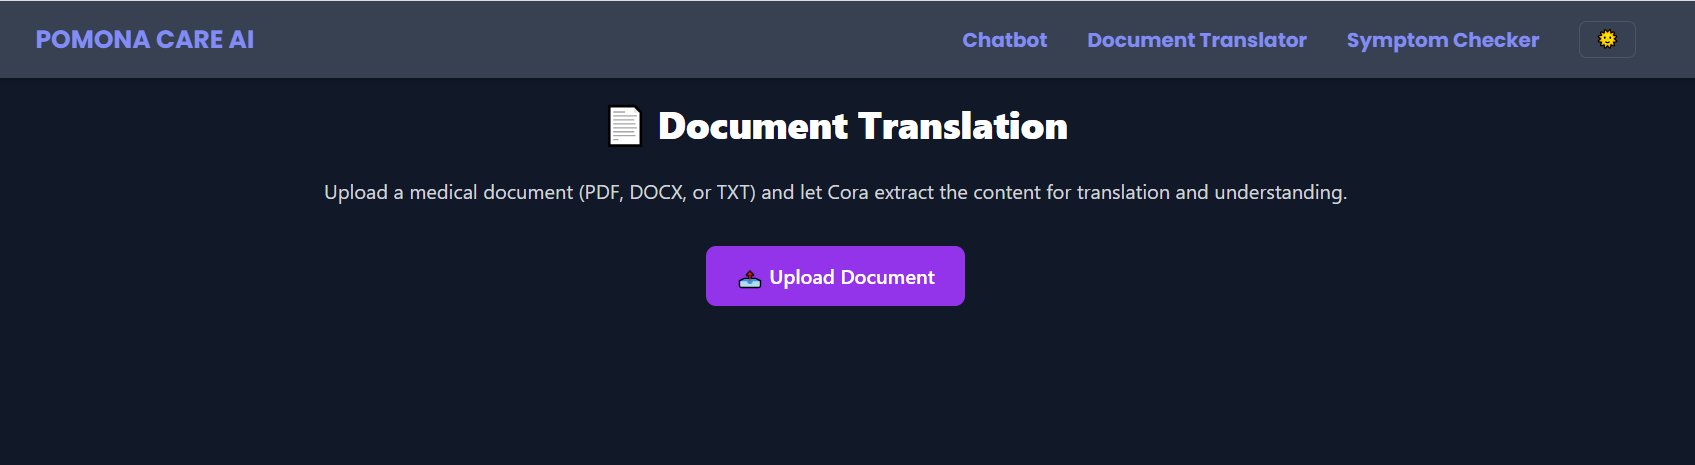 POMONA CARE AI
Chatbot Document Translator Symptom Checker
Document Translation
Upload a medical document (PDF, DOCX, or TXT) and let Cora extract the content for translation and understanding.
Upload Document